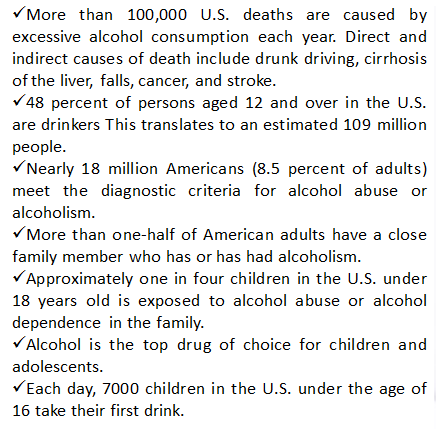 ✓More than 100,000 U.S. deaths are caused by
excessive alcohol consumption each year. Direct and
indirect causes of death include drunk driving, cirrhosis
of the liver, falls, cancer, and stroke.
✓48 percent of persons aged 12 and over in the U.S.
are drinkers This translates to an estimated 109 million
people.
✓Nearly 18 million Americans (8.5 percent of adults)
meet the diagnostic criteria for alcohol abuse or
alcoholism.
✓More than one-half of American adults have a close
family member who has or has had alcoholism.
✓Approximately one in four children in the U.S. under
18 years old is exposed to alcohol abuse or alcohol
dependence in the family.
✓Alcohol is the top drug of choice for children and
adolescents.
✓Each day, 7000 children in the U.S. under the age of
16 take their first drink.